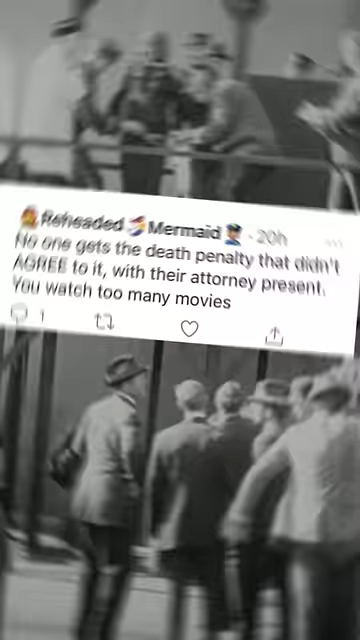 👩‍🦰Reheaded 🧜‍♀️Mermaid 👮 · 20h ...
No one gets the death penalty that didn't
AGREE to it, with their attorney present.
You watch too many movies
1